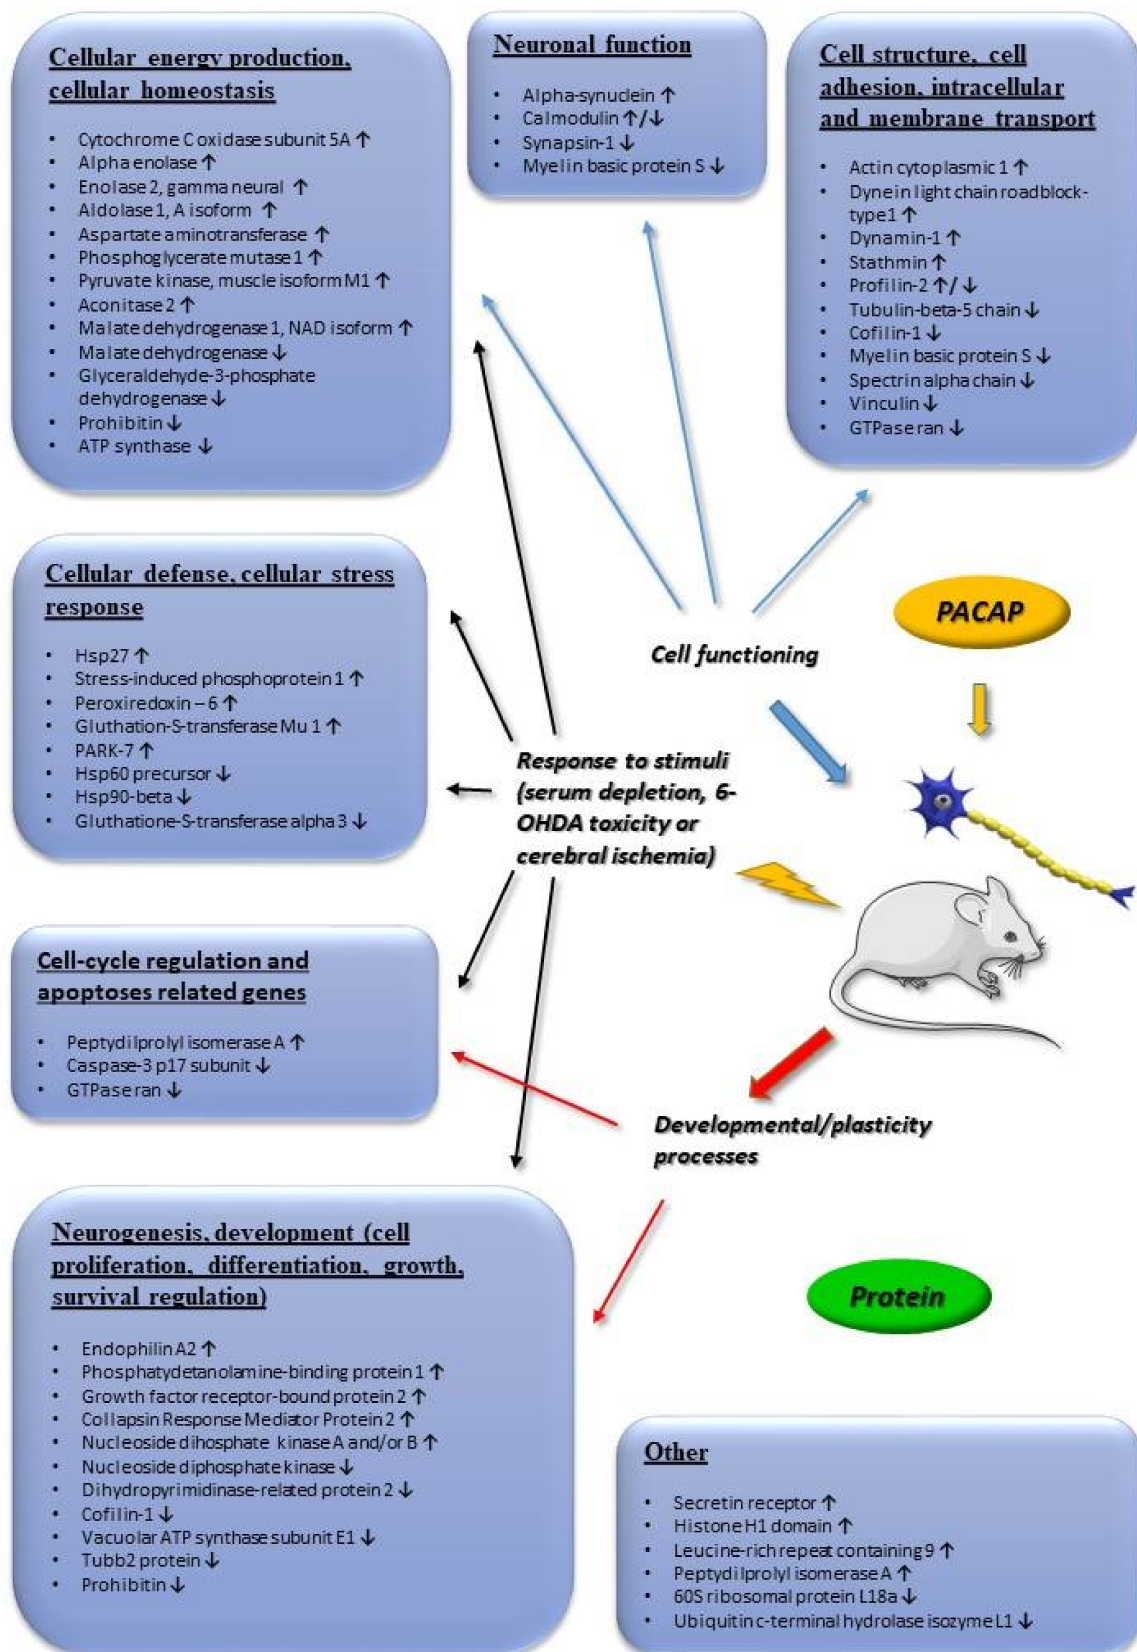 Cellular energy production,
cellular homeostasis
• Cytochrome C oxidase subunit 5A ↑
• Alpha enolase ↑
• Enolase 2, gamma neural ↑
• Aldolase 1, A isoform ↑
• Aspartate aminotransferase ↑
• Phosphoglycerate mutase 1 ↑
• Pyruvate kinase, muscle isoform M1 ↑
• Aconitase 2 ↑
• Malate dehydrogenase 1, NAD isoform ↑
• Malate dehydrogenase ↓
• Glyceraldehyde-3-phosphate
dehydrogenase ↓
• Prohibitin ↓
• ATP synthase ↓
Neuronal function
• Alpha-synuclein ↑
• Calmodulin ↑/↓
• Synapsin-1 ↓
• Myelin basic protein S ↓
Cell structure, cell
adhesion, intracellular
and membrane transport
• Actin cytoplasmic 1 ↑
• Dynein light chain roadblock-
type1 ↑
• Dynamin-1 ↑
• Stathmin ↑
• Profilin-2 ↑/ ↓
• Tubulin-beta-5 chain ↓
• Cofilin-1 ↓
• Myelin basic protein S ↓
• Spectrin alpha chain ↓
• Vinculin ↓
• GTPase ran ↓
Cellular defense, cellular stress
response
• Hsp27 ↑
• Stress-induced phosphoprotein 1 ↑
• Peroxiredoxin – 6 ↑
• Gluthation-S-transferase Mu 1 ↑
• PARK-7 ↑
• Hsp60 precursor ↓
• Hsp90-beta ↓
• Gluthatione-S-transferase alpha 3 ↓
PACAP
Cell functioning
Response to stimuli
(serum depletion, 6-
OHDA toxicity or
cerebral ischemia)
Cell-cycle regulation and
apoptoses related genes
• Peptydilprolyl isomerase A ↑
• Caspase-3 p17 subunit ↓
• GTPase ran ↓
Developmental/plasticity
processes
Neurogenesis, development (cell
proliferation, differentiation, growth,
survival regulation)
• Endophilin A2 ↑
• Phosphatydetanolamine-binding protein 1 ↑
• Growth factor receptor-bound protein 2 ↑
• Collapsin Response Mediator Protein 2 ↑
• Nucleoside dihosphate kinase A and/or B ↑
• Nucleoside diphosphate kinase ↓
• Dihydropyrimidinase-related protein 2 ↓
• Cofilin-1 ↓
• Vacuolar ATP synthase subunit E1 ↓
• Tubb2 protein ↓
• Prohibitin ↓
Protein
Other
• Secretin receptor ↑
• Histone H1 domain ↑
• Leucine-rich repeat containing 9 ↑
• Peptydilprolyl isomerase A ↑
• 60S ribosomal protein L18a ↓
• Ubiquitin c-terminal hydrolase isozyme L1 ↓